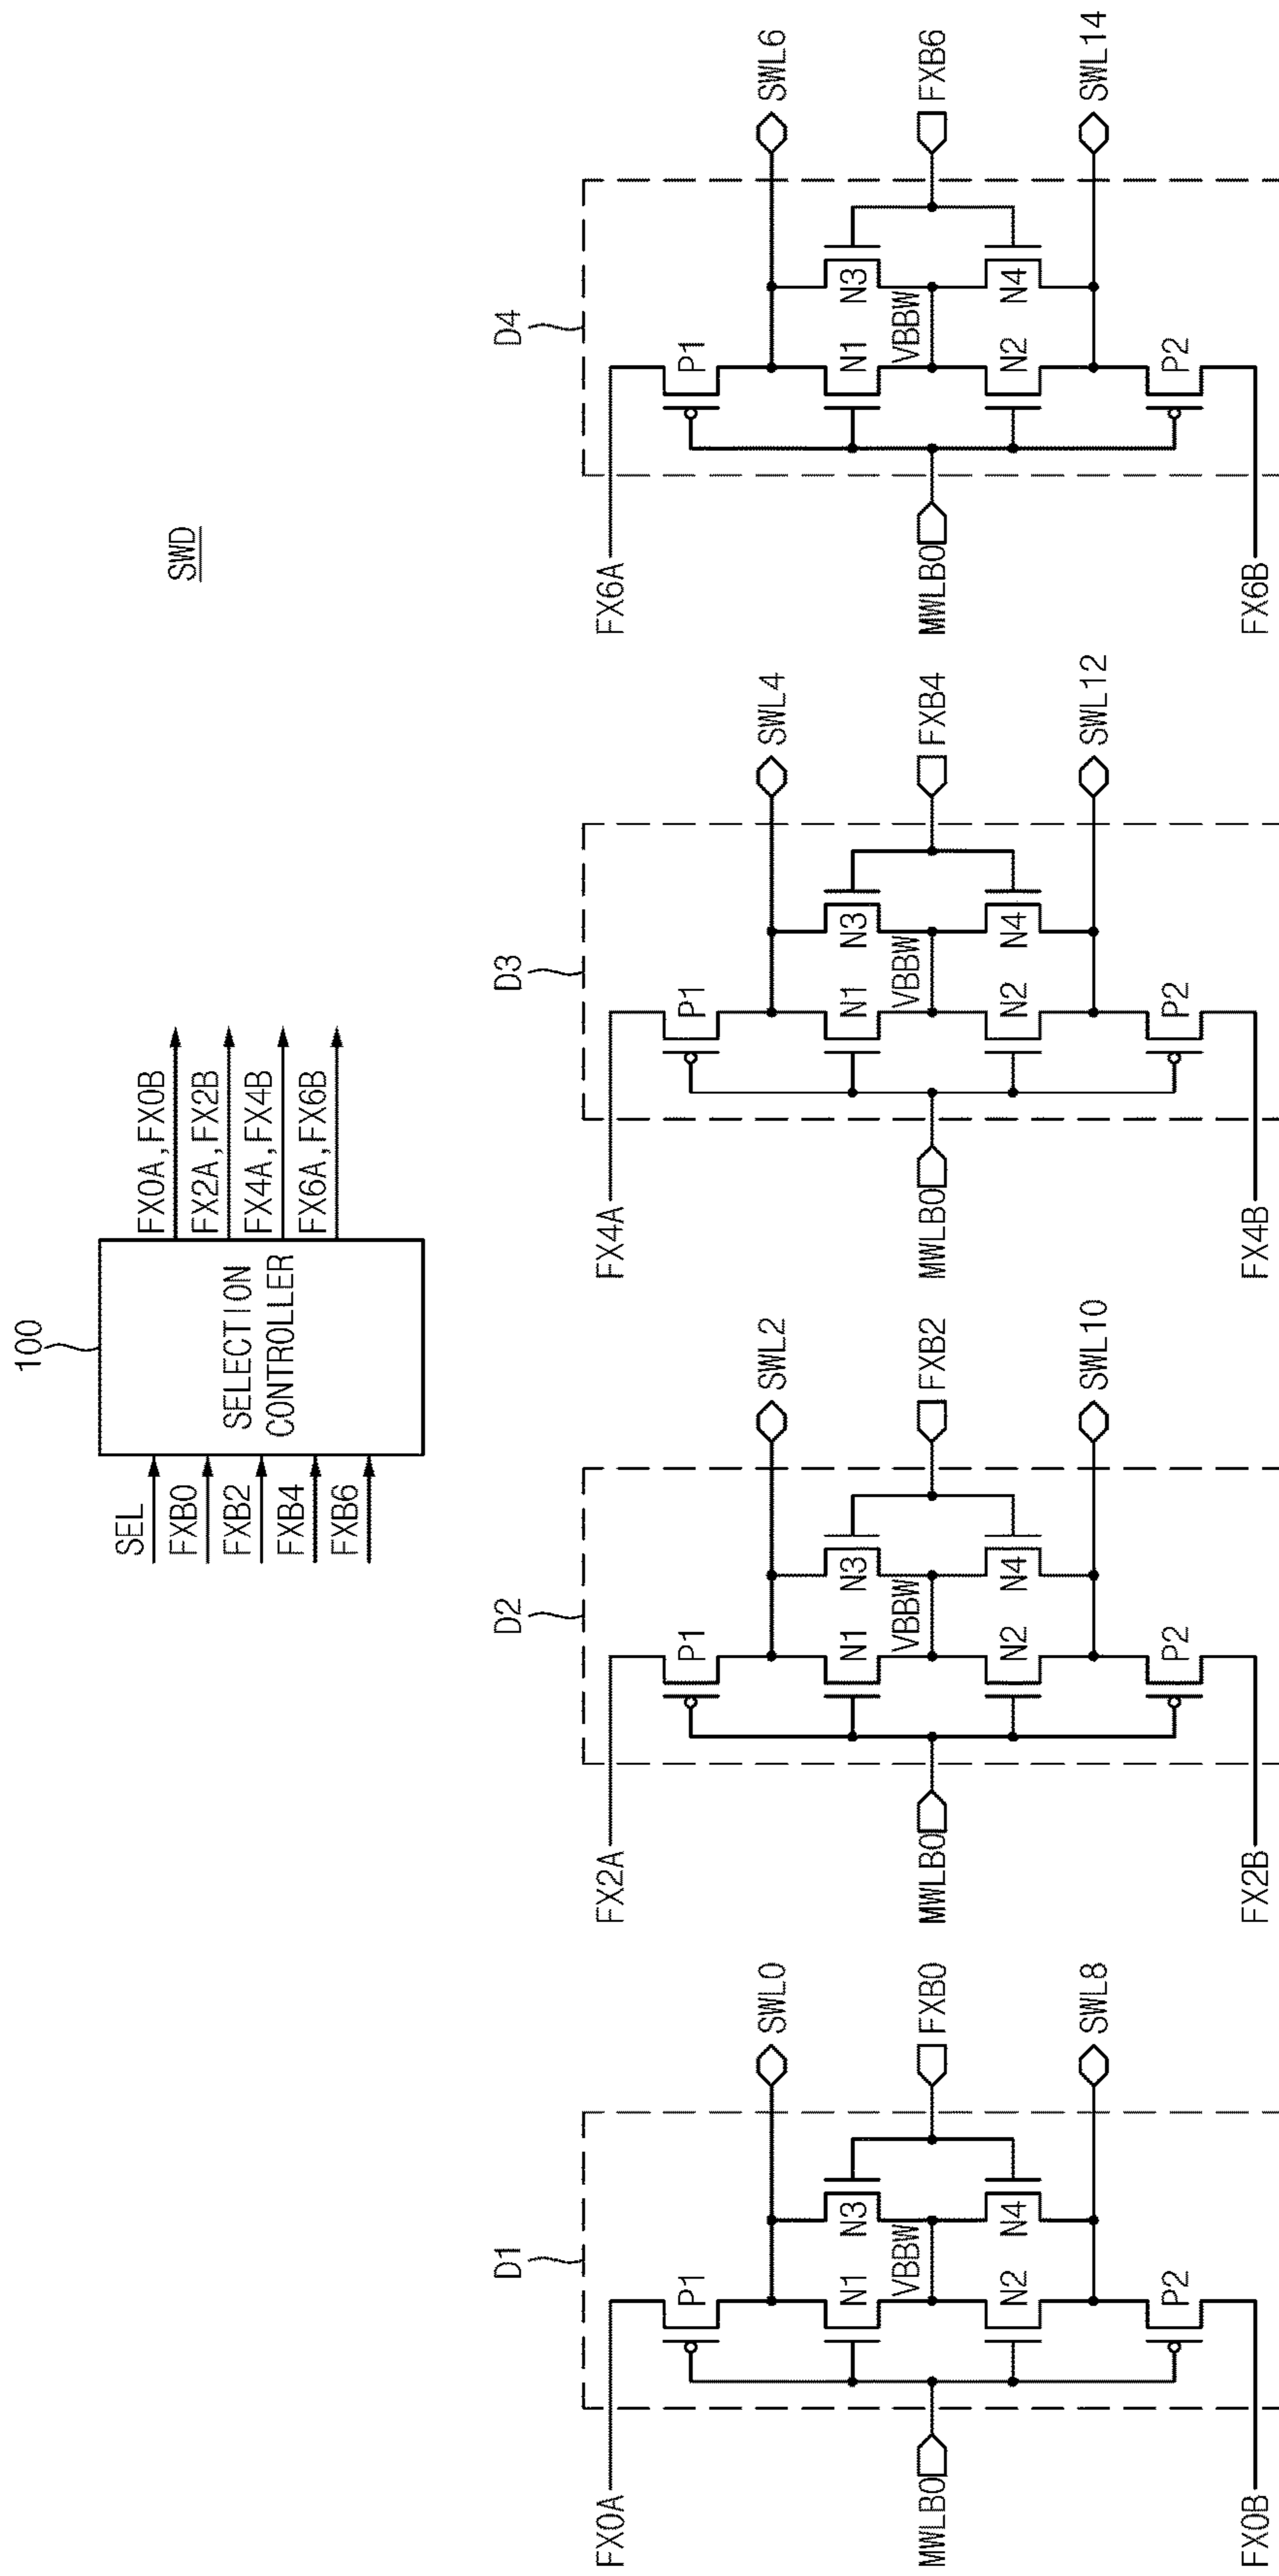 SWD
100
SEL
FXB0
FXB2
FXB4
FXB6
SELECTION
CONTROLLER
FX0A,FX0B
FX2A,FX2B
FX4A,FX4B
FX6A,FX6B
D1
FX0A
P1
SWL0
N1
N3
MWLB0
VBBW
FXB0
N2
N4
SWL8
P2
FX0B
D2
FX2A
P1
SWL2
N1
N3
MWLB0
VBBW
FXB2
N2
N4
SWL10
P2
FX2B
D3
FX4A
P1
SWL4
N1
N3
MWLB0
VBBW
FXB4
N2
N4
SWL12
P2
FX4B
D4
FX6A
P1
SWL6
N1
N3
MWLB0
VBBW
FXB6
N2
N4
SWL14
P2
FX6B